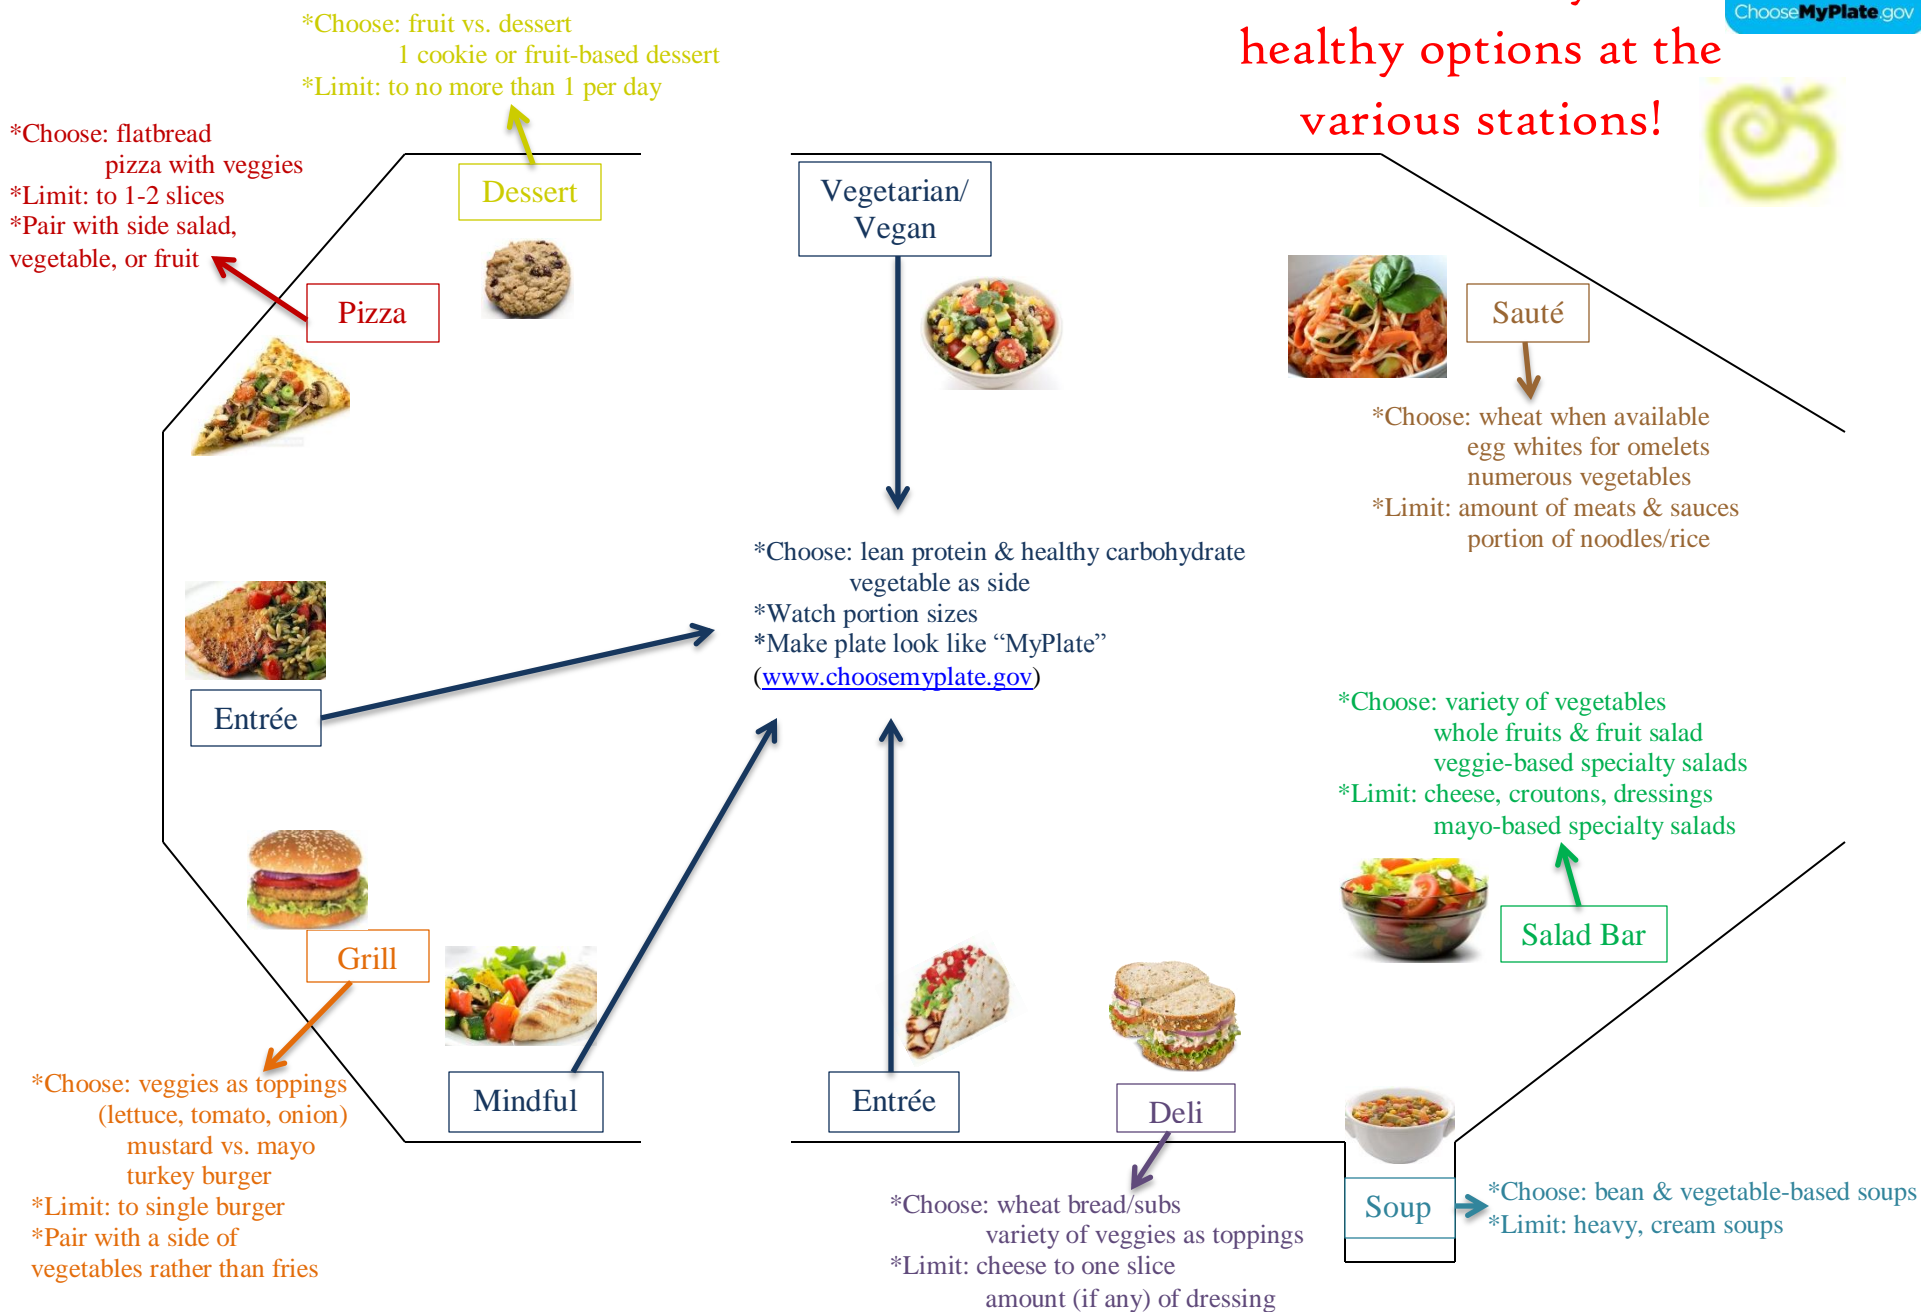 healthy options at the
various stations!
ChooseMyPlate.gov
*Choose: fruit vs. dessert
1 cookie or fruit-based dessert
*Limit: to no more than 1 per day
Dessert
*Choose: flatbread
pizza with veggies
*Limit: to 1-2 slices
*Pair with side salad,
vegetable, or fruit
Pizza
Vegetarian/
Vegan
Sauté
*Choose: wheat when available
egg whites for omelets
numerous vegetables
*Limit: amount of meats & sauces
portion of noodles/rice
*Choose: lean protein & healthy carbohydrate
vegetable as side
*Watch portion sizes
*Make plate look like “MyPlate”
(www.choosemyplate.gov)
Entrée
*Choose: variety of vegetables
whole fruits & fruit salad
veggie-based specialty salads
*Limit: cheese, croutons, dressings
mayo-based specialty salads
Salad Bar
Grill
*Choose: veggies as toppings
(lettuce, tomato, onion)
mustard vs. mayo
turkey burger
*Limit: to single burger
*Pair with a side of
vegetables rather than fries
Mindful
Entrée
Deli
*Choose: wheat bread/subs
variety of veggies as toppings
*Limit: cheese to one slice
amount (if any) of dressing
Soup
*Choose: bean & vegetable-based soups
*Limit: heavy, cream soups